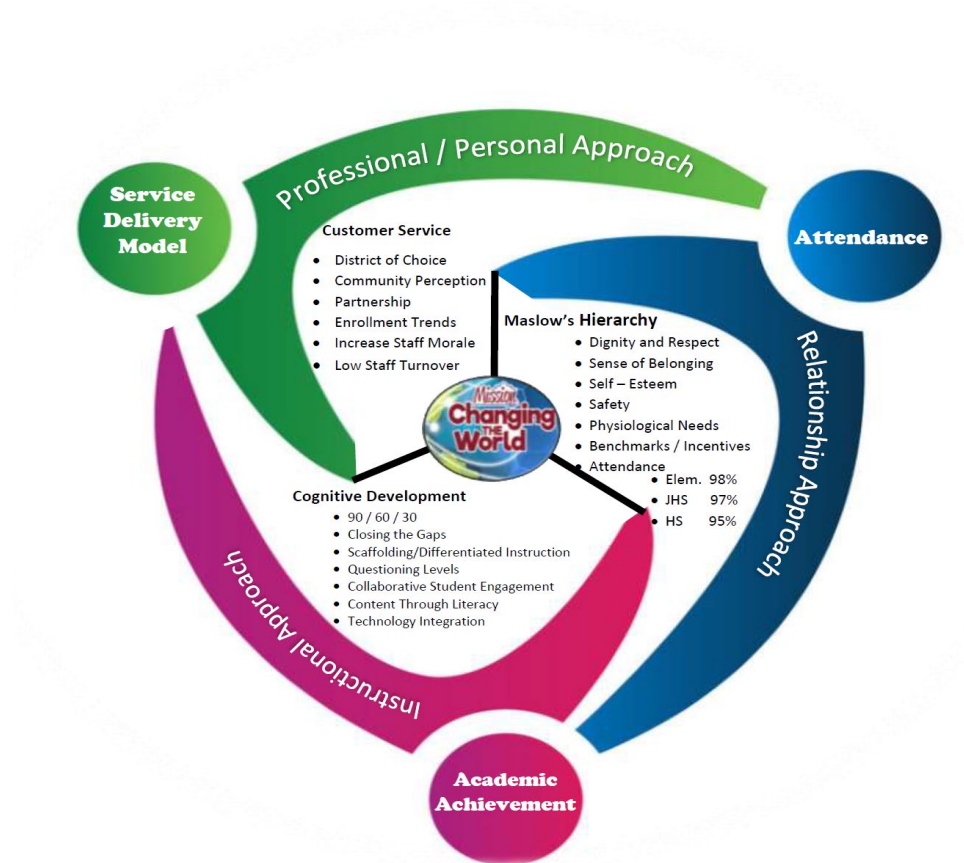 Professional / Personal Approach
Service
Delivery
Model
Attendance
Customer Service
• District of Choice
• Community Perception
• Partnership
• Enrollment Trends
• Increase Staff Morale
• Low Staff Turnover
Maslow's Hierarchy
• Dignity and Respect
• Sense of Belonging
• Self – Esteem
• Safety
• Physiological Needs
• Benchmarks / Incentives
• Attendance
• Elem. 98%
• JHS 97%
• HS 95%
Relationship Approach
Mission
Changing
THE
World
Cognitive Development
• 90 / 60 / 30
• Closing the Gaps
• Scaffolding/Differentiated Instruction
• Questioning Levels
• Collaborative Student Engagement
• Content Through Literacy
• Technology Integration
Instructional Approach
Academic
Achievement